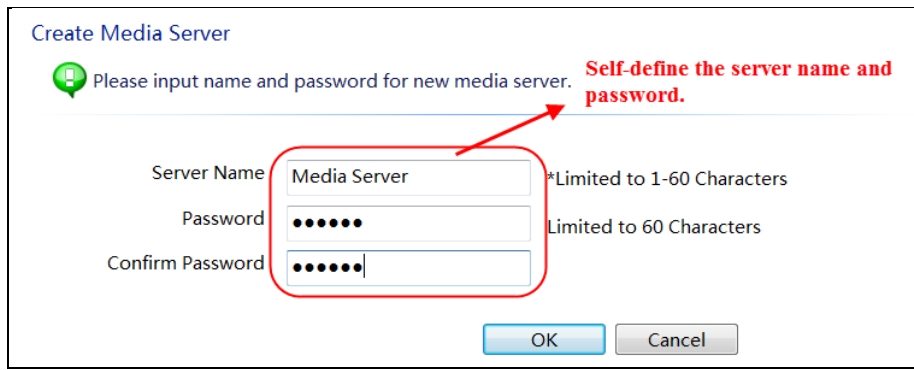 Create Media Server
Please input name and password for new media server.
Self-define the server name and
password.
Server Name Media Server *Limited to 1-60 Characters
Password ●●●●●● Limited to 60 Characters
Confirm Password ●●●●●●
OK Cancel